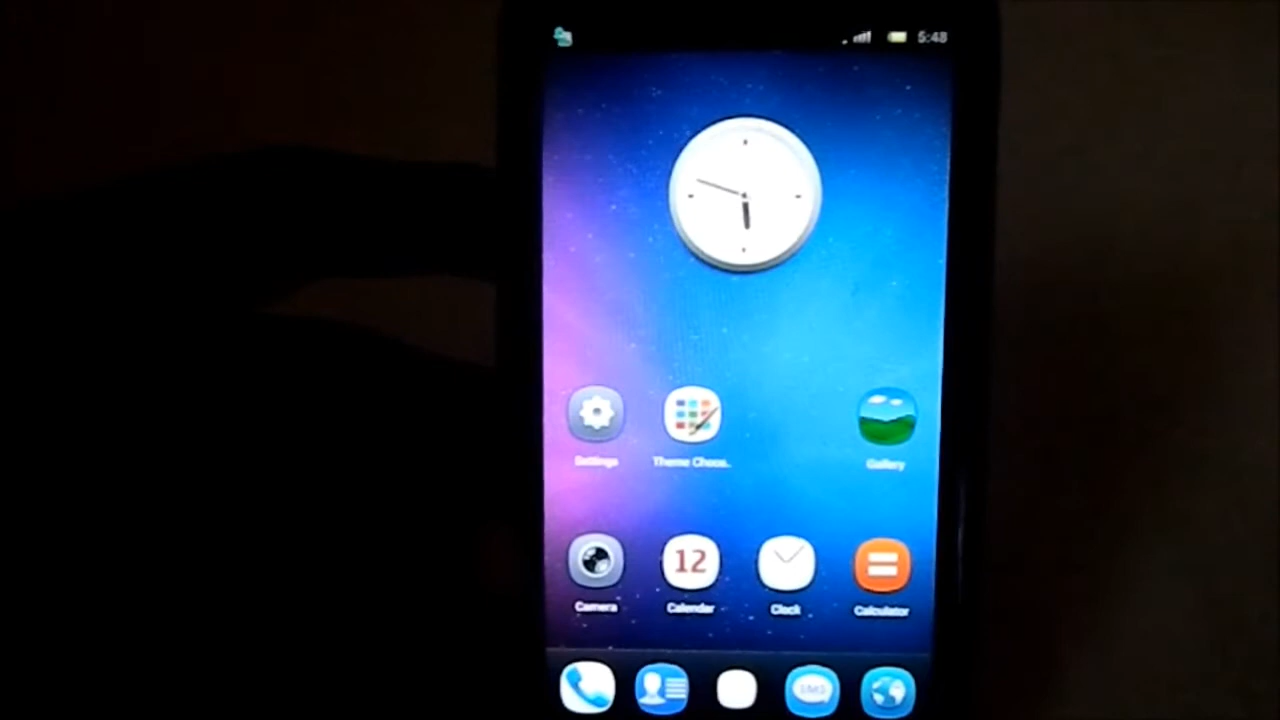 5:48
Settings
Theme Choos..
Gallery
12
Camera
Calendar
Clock
Calculator
SMS